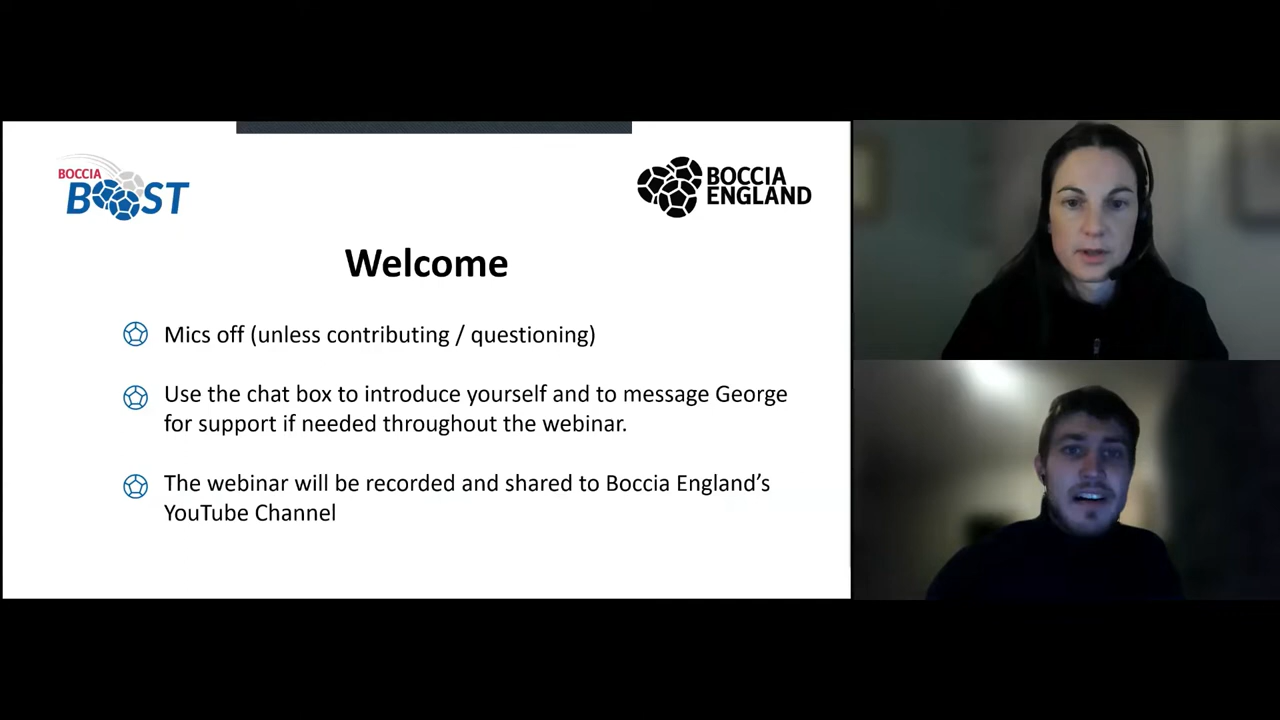 BOCCIA
BOOST
BOCCIA
ENGLAND
Welcome
Mics off (unless contributing / questioning)
Use the chat box to introduce yourself and to message George
for support if needed throughout the webinar.
The webinar will be recorded and shared to Boccia England’s
YouTube Channel